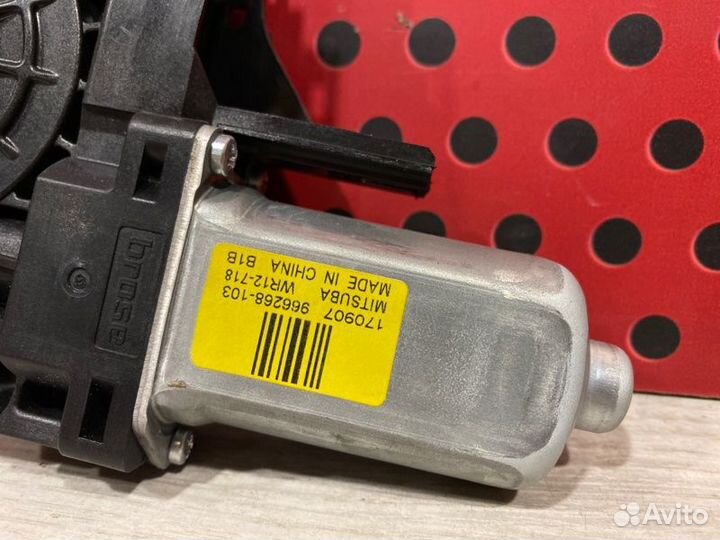 brose
170907 966268-103
MITSUBA WR12-718
MADE IN CHINA B1B
Avito